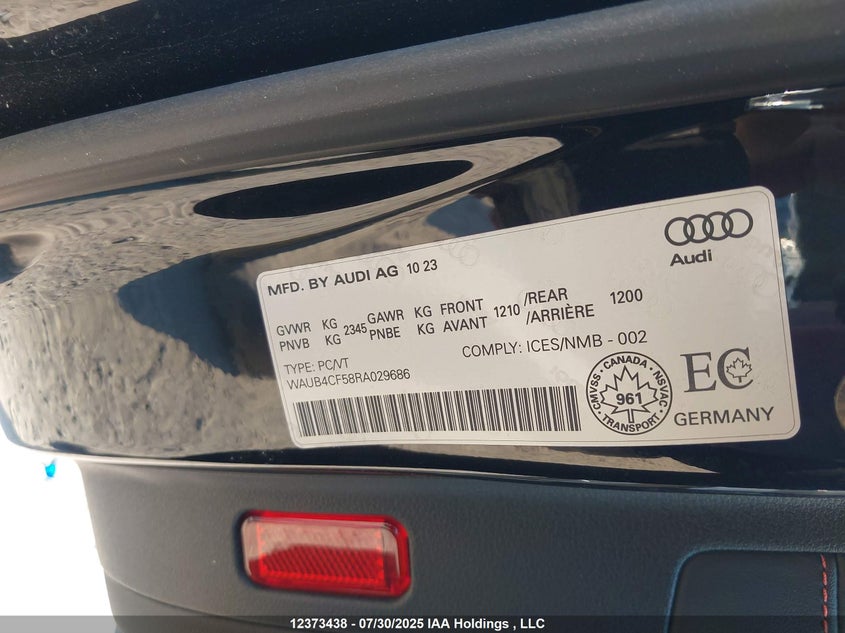 Audi
MFD. BY AUDI AG 10 23
GVWR KG 2345 GAWR KG FRONT 1210 /REAR 1200
PNVB KG PNBE KG AVANT /ARRIÈRE
TYPE: PC/VT COMPLY: ICES/NMB - 002
WAUB4CF58RA029686
CMVSS · CANADA · NSVAC
961
TRANSPORT
EC
GERMANY
12373438 - 07/30/2025 IAA Holdings , LLC